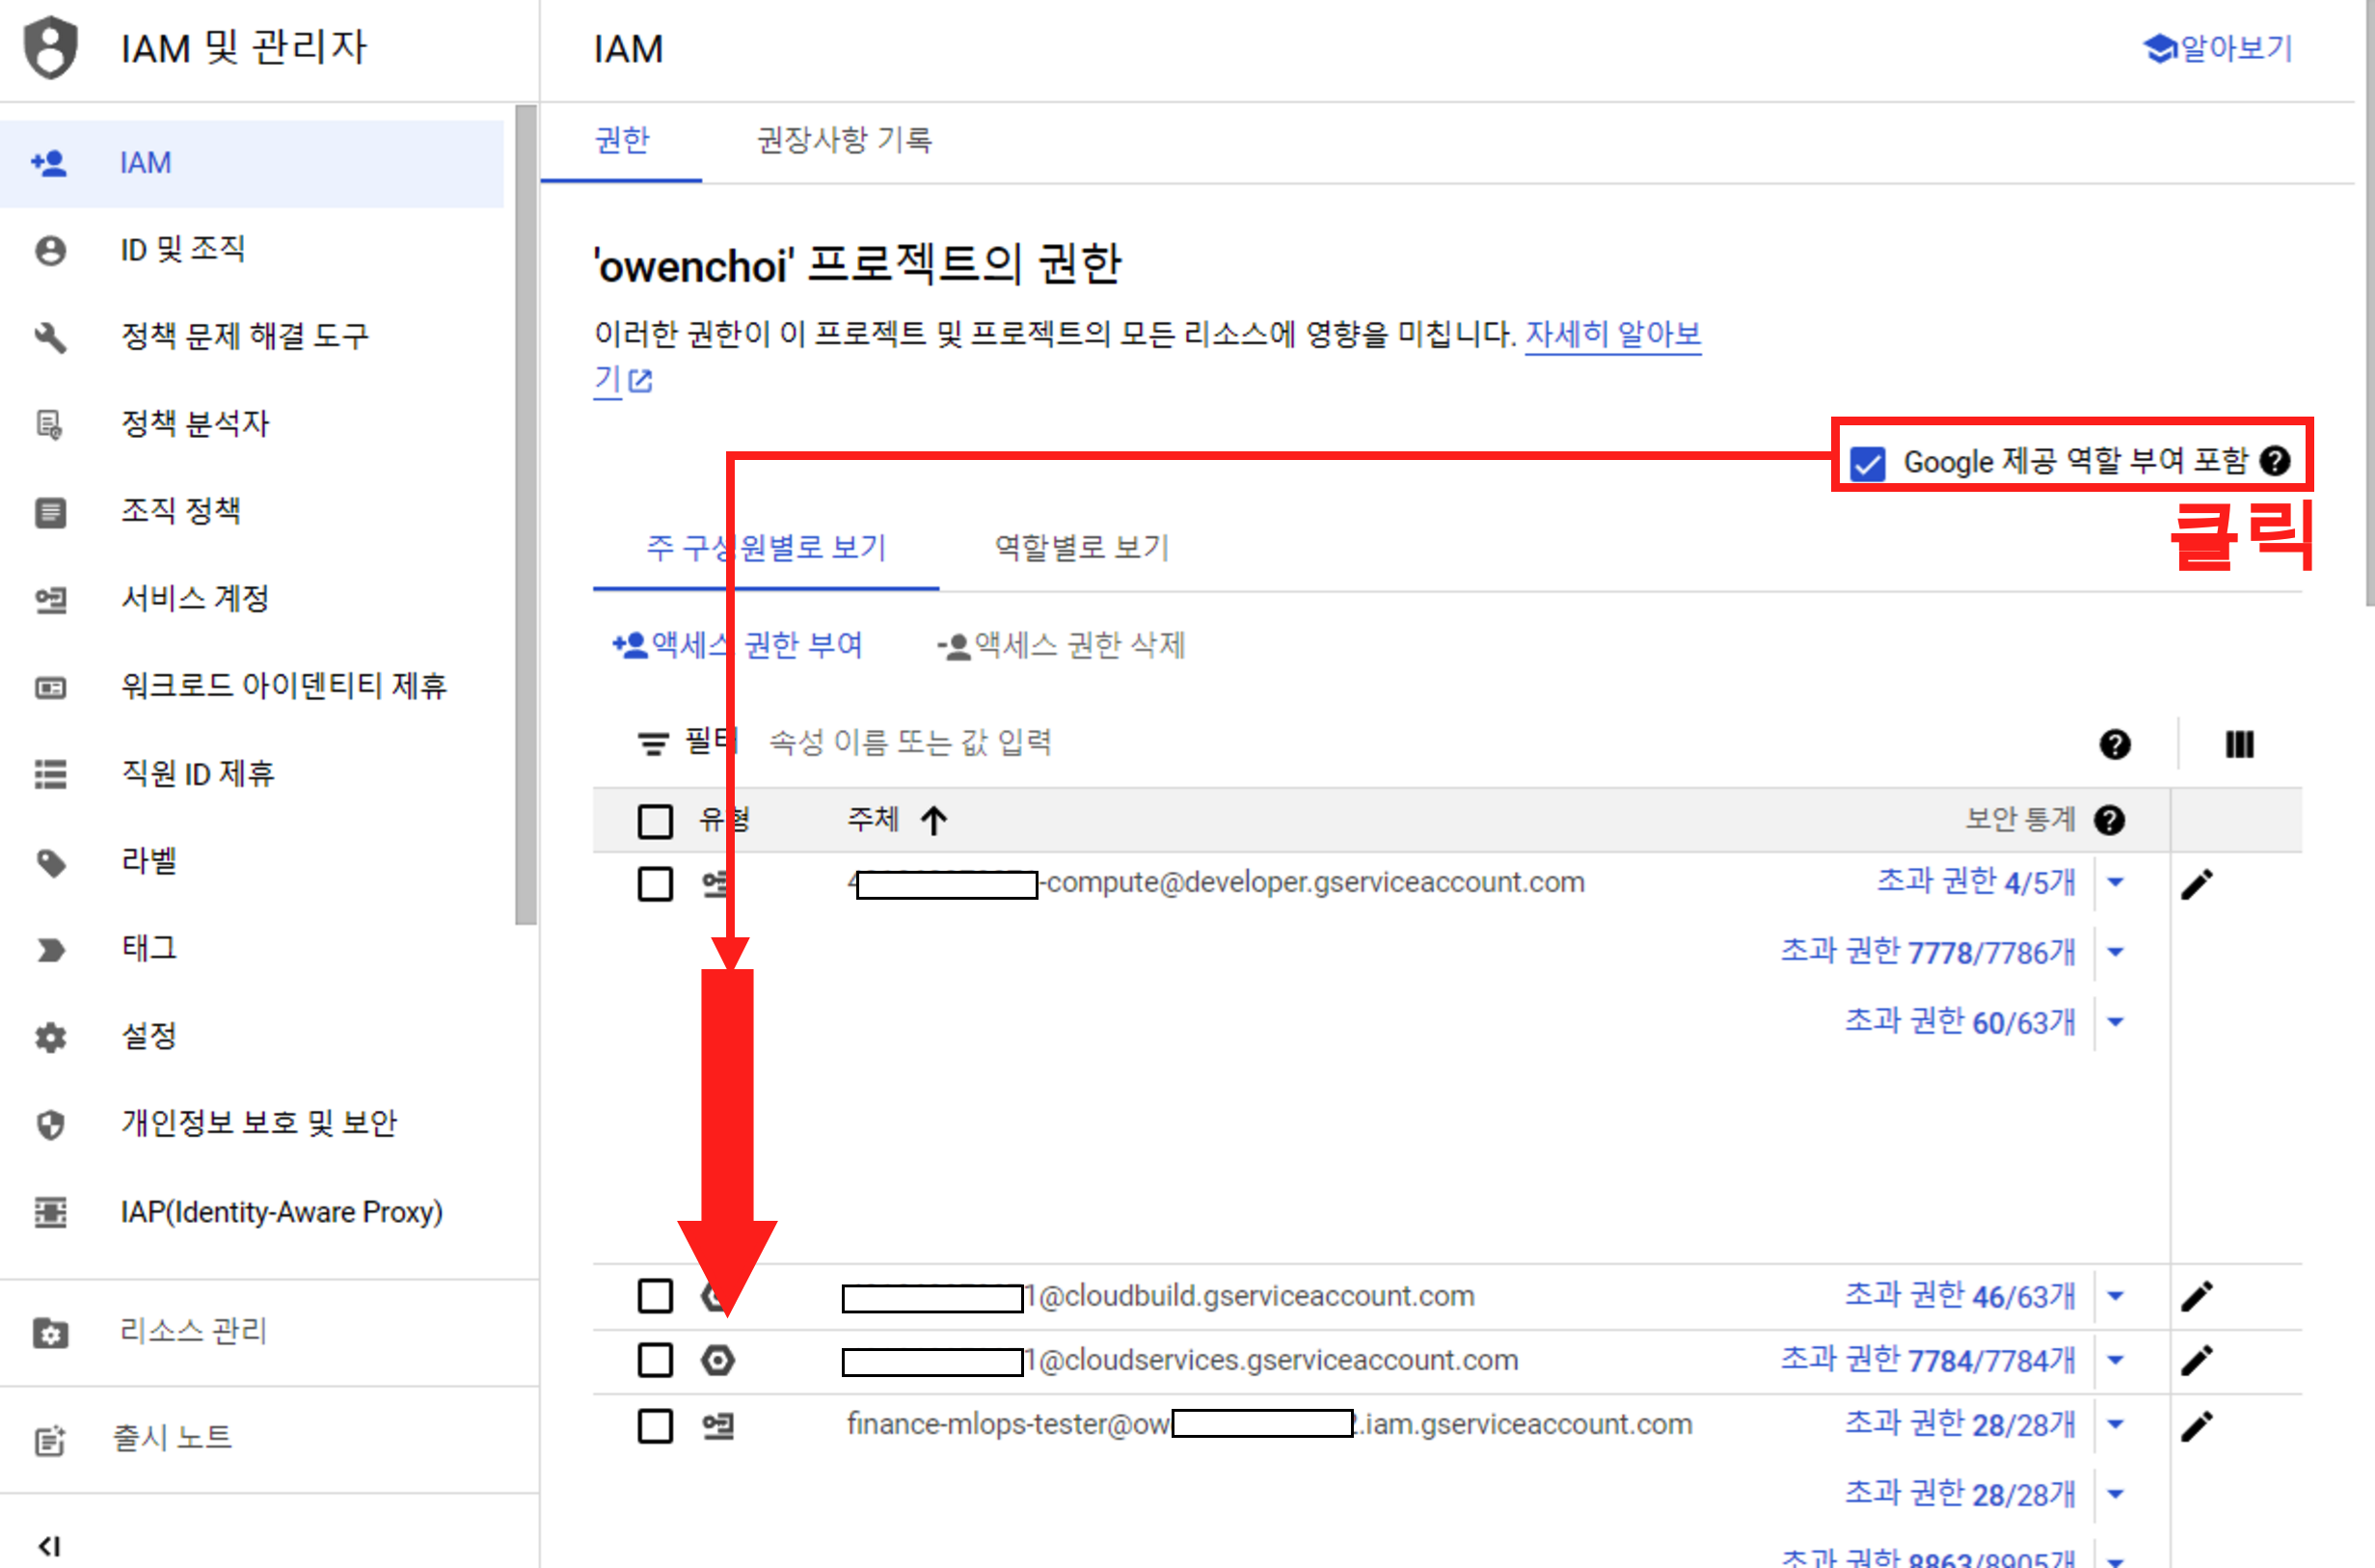 IAM 및 관리자
IAM
ID 및 조직
정책 문제 해결 도구
정책 분석자
조직 정책
서비스 계정
워크로드 아이덴티티 제휴
직원 ID 제휴
라벨
태그
설정
개인정보 보호 및 보안
IAP(Identity-Aware Proxy)
리소스 관리
출시 노트
IAM
알아보기
권한 권장사항 기록
'owenchoi' 프로젝트의 권한
이러한 권한이 이 프로젝트 및 프로젝트의 모든 리소스에 영향을 미칩니다. 자세히 알아보
기
Google 제공 역할 부여 포함
클릭
주 구성원별로 보기 역할별로 보기
액세스 권한 부여 액세스 권한 삭제
필터 속성 이름 또는 값 입력
유형 주체 보안 통계
-compute@developer.gserviceaccount.com 초과 권한 4/5개
초과 권한 7778/7786개
초과 권한 60/63개
1@cloudbuild.gserviceaccount.com 초과 권한 46/63개
1@cloudservices.gserviceaccount.com 초과 권한 7784/7784개
finance-mlops-tester@ow .iam.gserviceaccount.com 초과 권한 28/28개
초과 권한 28/28개
초과 권한 8863/8905개